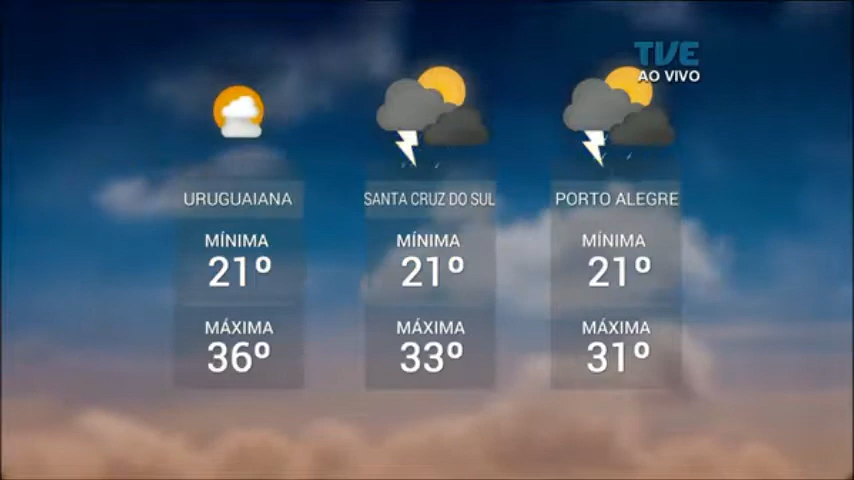 TVE
AO VIVO
URUGUAIANA
MÍNIMA
21º
MÁXIMA
36º
SANTA CRUZ DO SUL
MÍNIMA
21º
MÁXIMA
33º
PORTO ALEGRE
MÍNIMA
21º
MÁXIMA
31º